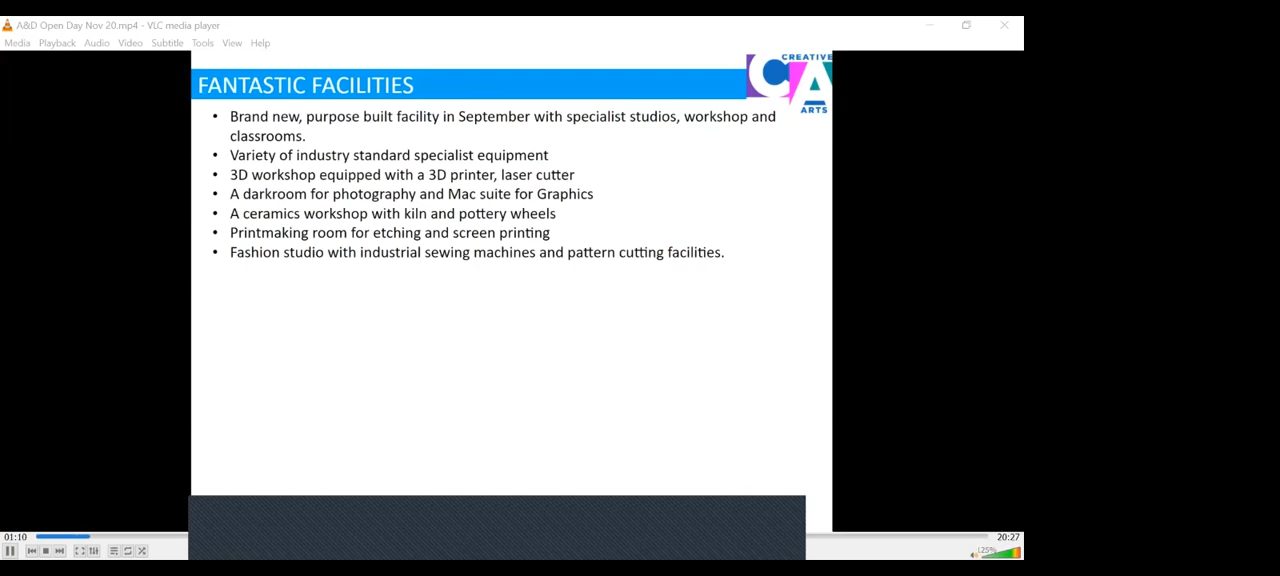 A&D Open Day Nov 20.mp4 - VLC media player
Media Playback Audio Video Subtitle Tools View Help
CREATIVE
CA
ARTS
FANTASTIC FACILITIES
• Brand new, purpose built facility in September with specialist studios, workshop and
classrooms.
• Variety of industry standard specialist equipment
• 3D workshop equipped with a 3D printer, laser cutter
• A darkroom for photography and Mac suite for Graphics
• A ceramics workshop with kiln and pottery wheels
• Printmaking room for etching and screen printing
• Fashion studio with industrial sewing machines and pattern cutting facilities.
01:10
20:27
125%